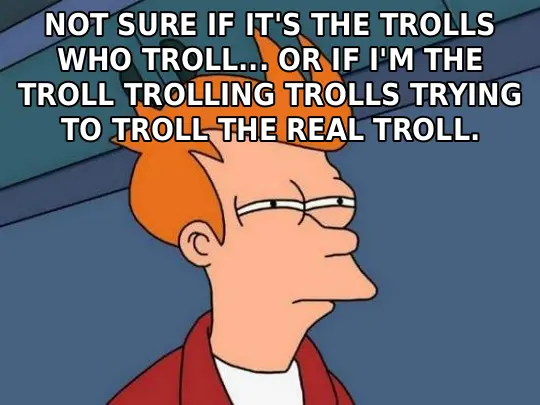 NOT SURE IF IT'S THE TROLLS
WHO TROLL... OR IF I'M THE
TROLL TROLLING TROLLS TRYING
TO TROLL THE REAL TROLL.